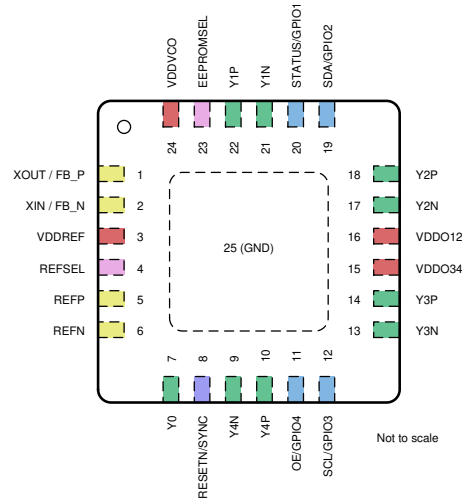 VDDVCO
EEPROMSEL
Y1P
Y1N
STATUS/GPIO1
SDA/GPIO2
24
23
22
21
20
19
XOUT / FB_P 1
XIN / FB_N 2
VDDREF 3
REFSEL 4
REFP 5
REFN 6
25 (GND)
18 Y2P
17 Y2N
16 VDDO12
15 VDDO34
14 Y3P
13 Y3N
7
8
9
10
11
12
Y0
RESETN/SYNC
Y4N
Y4P
OE/GPIO4
SCL/GPIO3
Not to scale